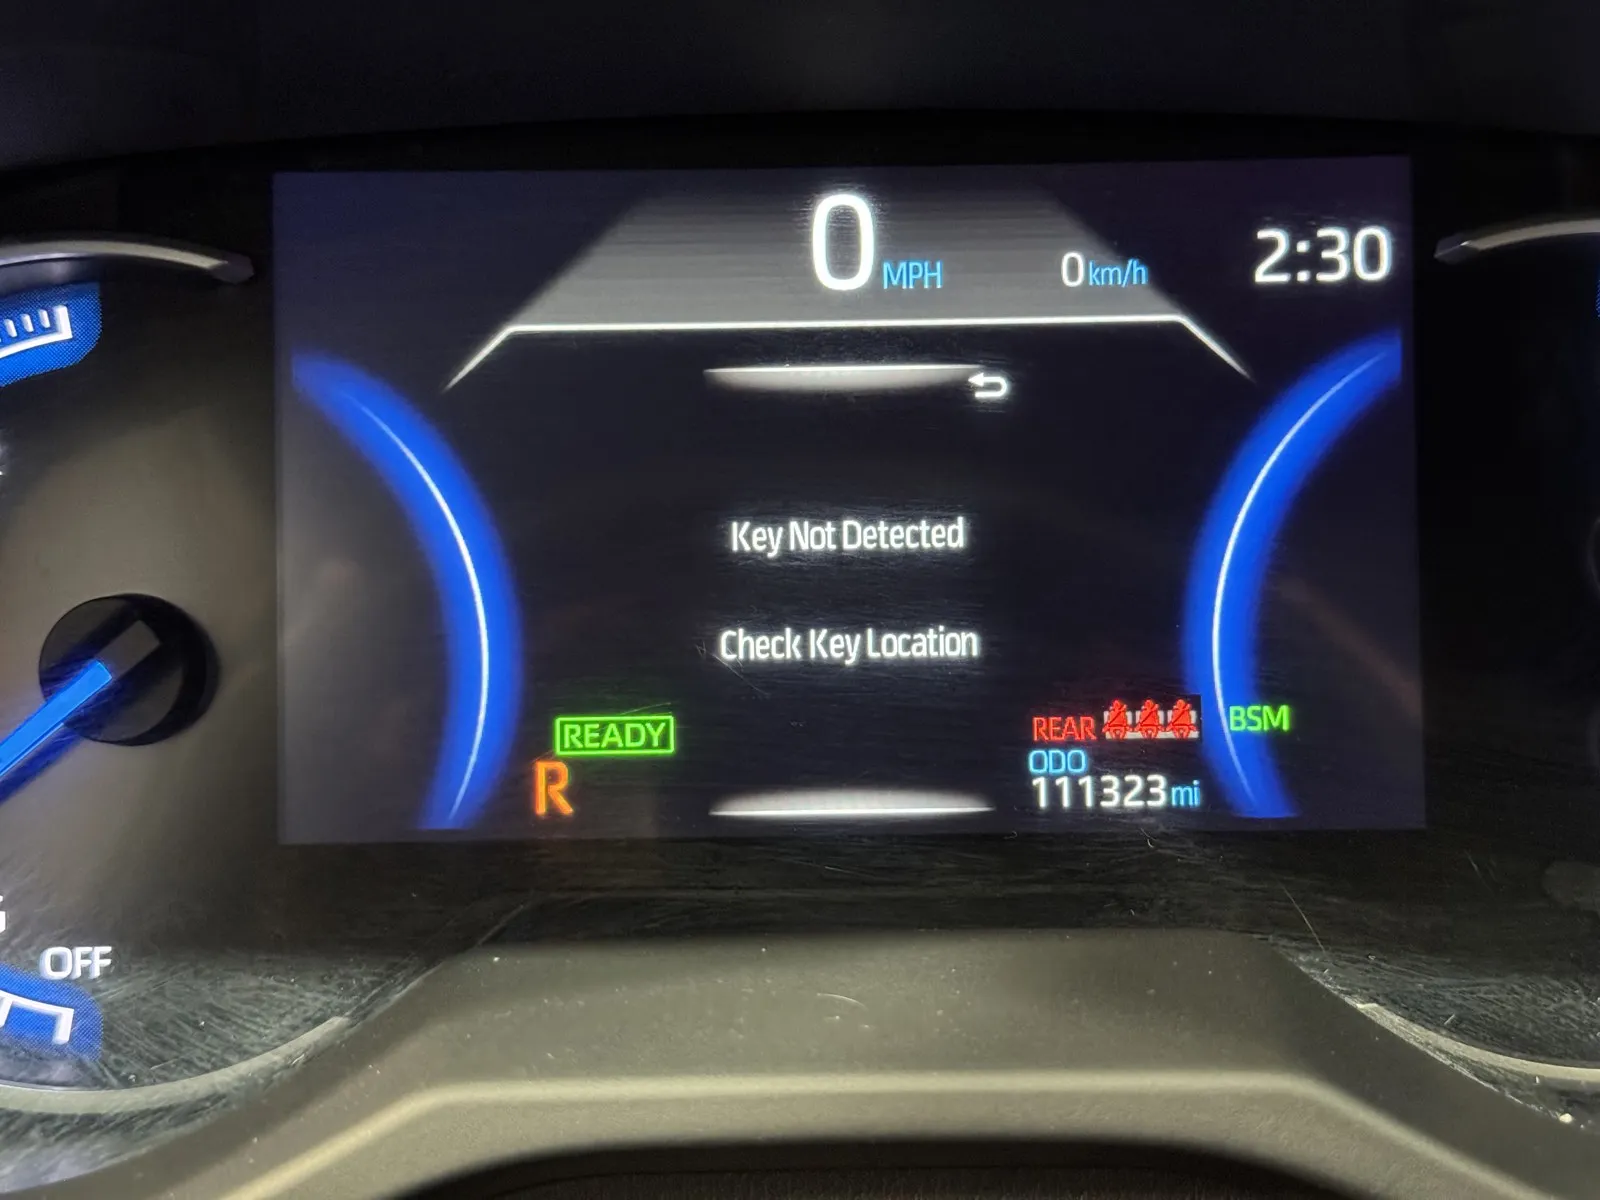 0 MPH
0 km/h
2:30
Key Not Detected
Check Key Location
READY
R
REAR
BSM
ODO
111323 mi
OFF